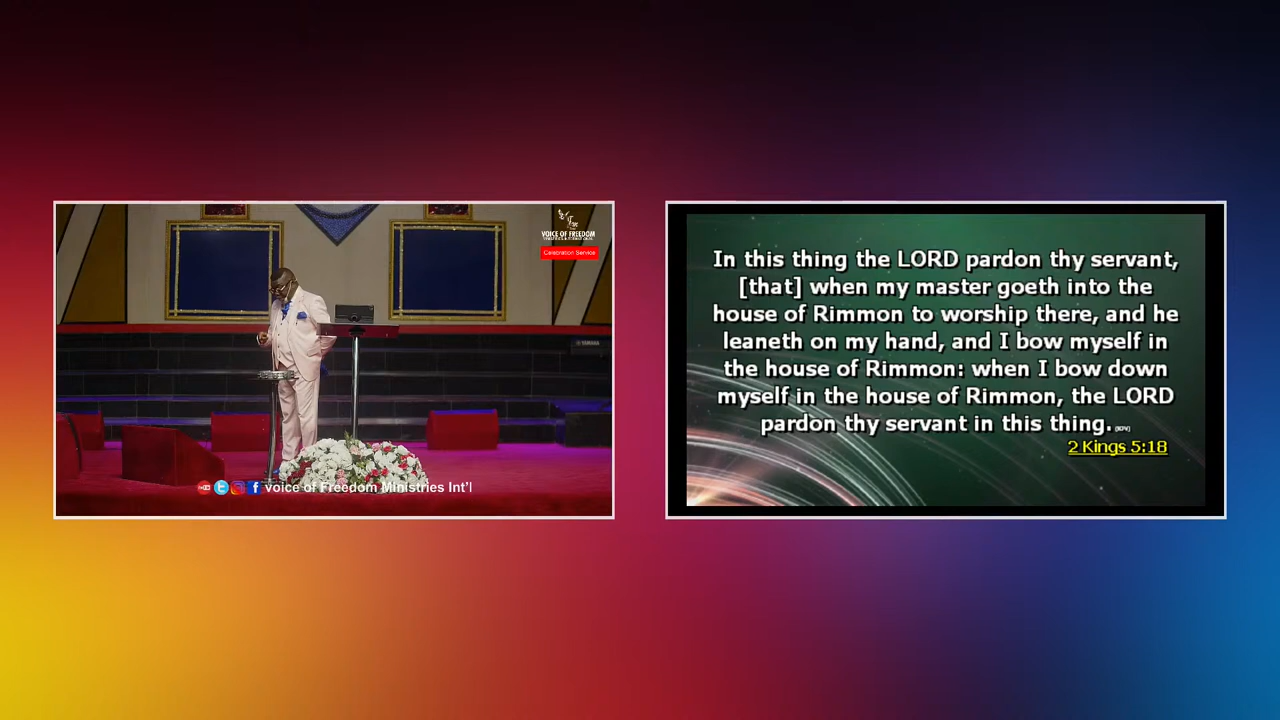 VOICE OF FREEDOM
Celebration Service
YAMAHA
Voice of Freedom Ministries Int'l
In this thing the LORD pardon thy servant,
[that] when my master goeth into the
house of Rimmon to worship there, and he
leaneth on my hand, and I bow myself in
the house of Rimmon: when I bow down
myself in the house of Rimmon, the LORD
pardon thy servant in this thing. (KJV)
2 Kings 5:18